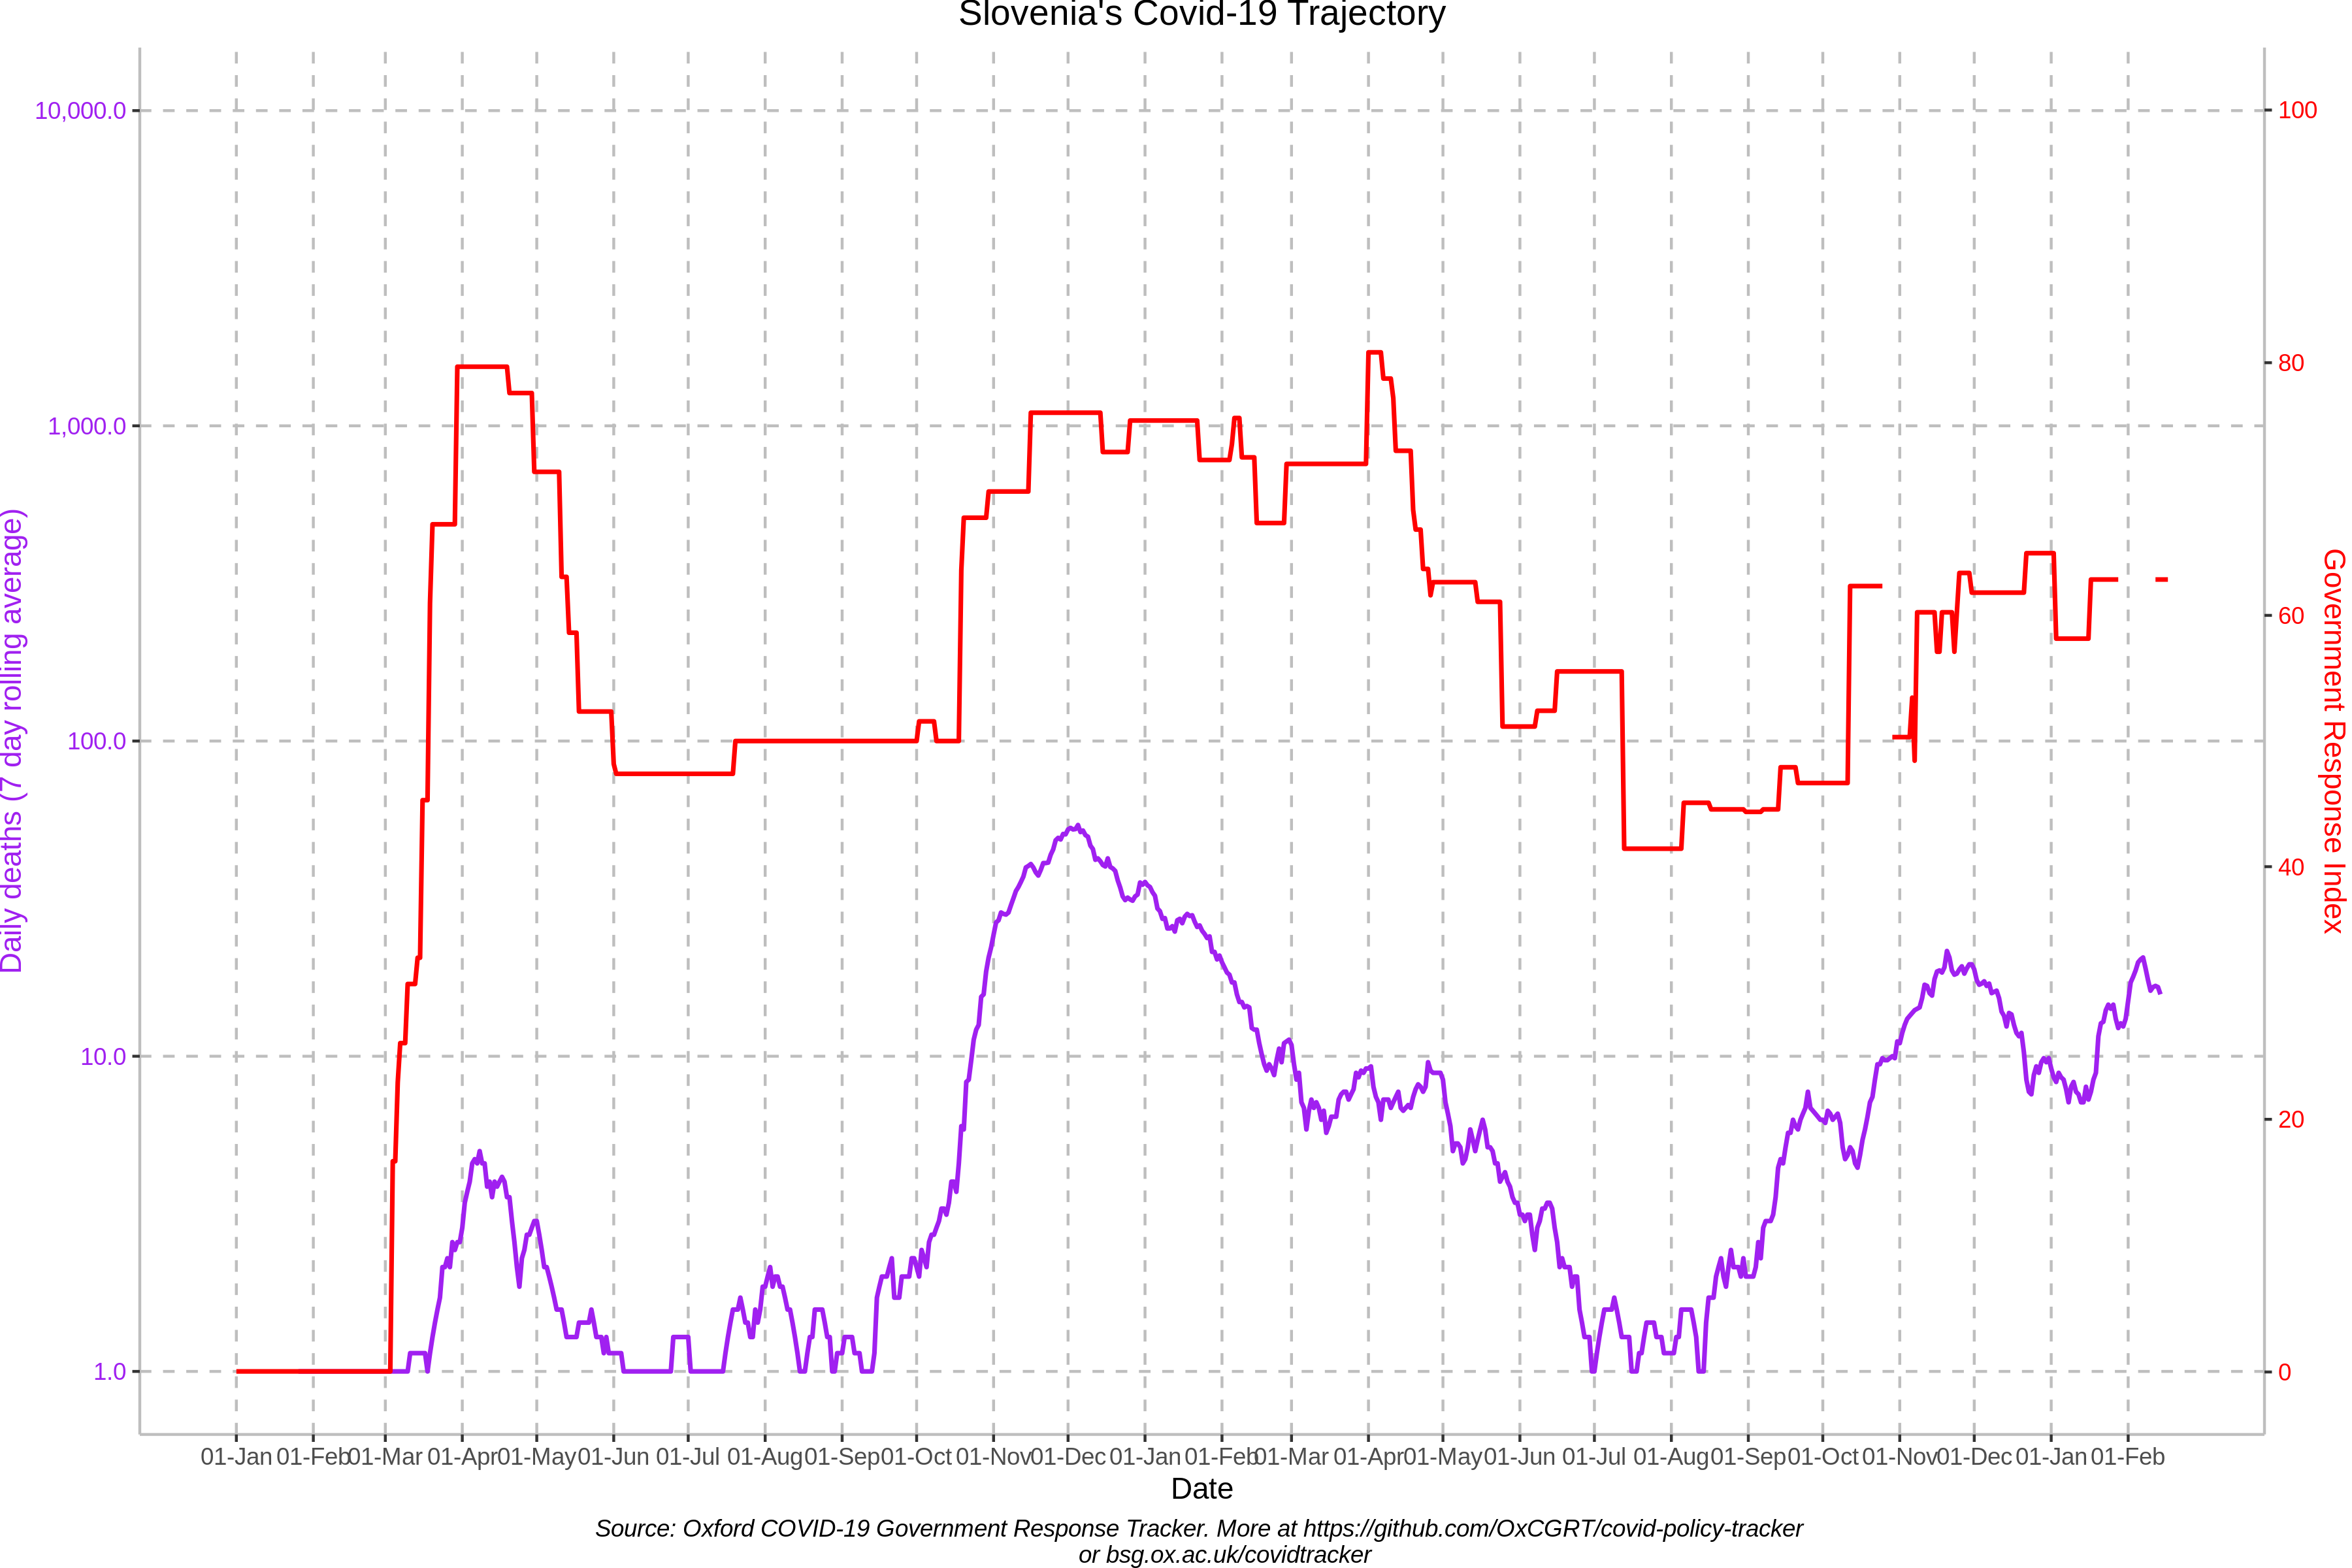 Slovenia's Covid-19 Trajectory
10,000.0
1,000.0
100.0
10.0
1.0
Daily deaths (7 day rolling average)
100
80
60
40
20
0
Government Response Index
01-Jan 01-Feb 01-Mar 01-Apr 01-May 01-Jun 01-Jul 01-Aug 01-Sep 01-Oct 01-Nov 01-Dec 01-Jan 01-Feb 01-Mar 01-Apr 01-May 01-Jun 01-Jul 01-Aug 01-Sep 01-Oct 01-Nov 01-Dec 01-Jan 01-Feb
Date
Source: Oxford COVID-19 Government Response Tracker. More at https://github.com/OxCGRT/covid-policy-tracker
or bsg.ox.ac.uk/covidtracker